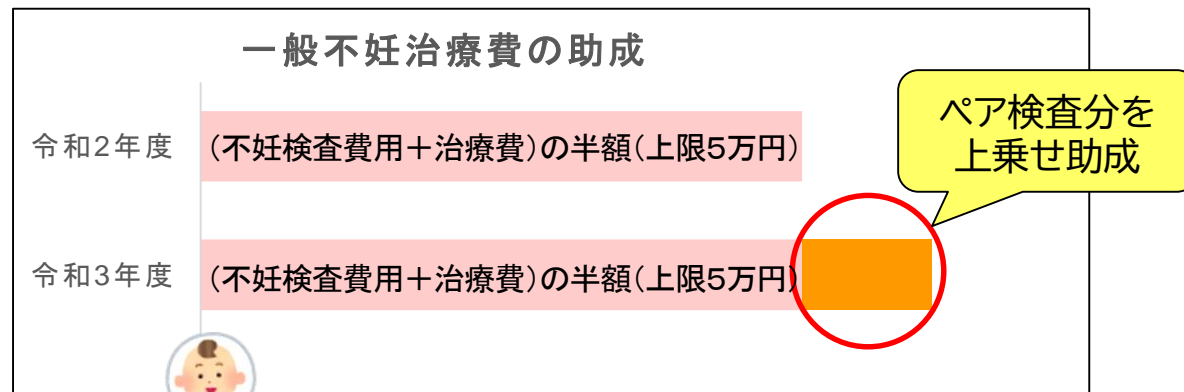 一般不妊治療費の助成
ペア検査分を
上乗せ助成
令和2年度
(不妊検査費用＋治療費)の半額(上限5万円)
令和3年度
(不妊検査費用＋治療費)の半額(上限5万円)